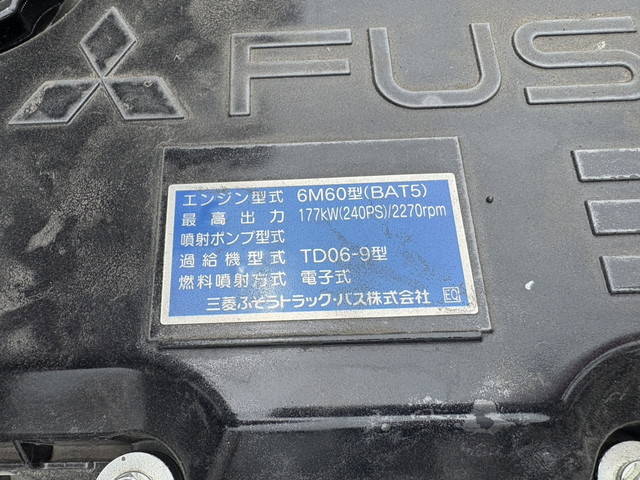 FUS
エンジン型式 6M60型(BAT5)
最高出力 177kW(240PS)/2270rpm
噴射ポンプ型式
過給機型式 TD06-9型
燃料噴射方式 電子式
三菱ふそうトラック・バス株式会社 EC